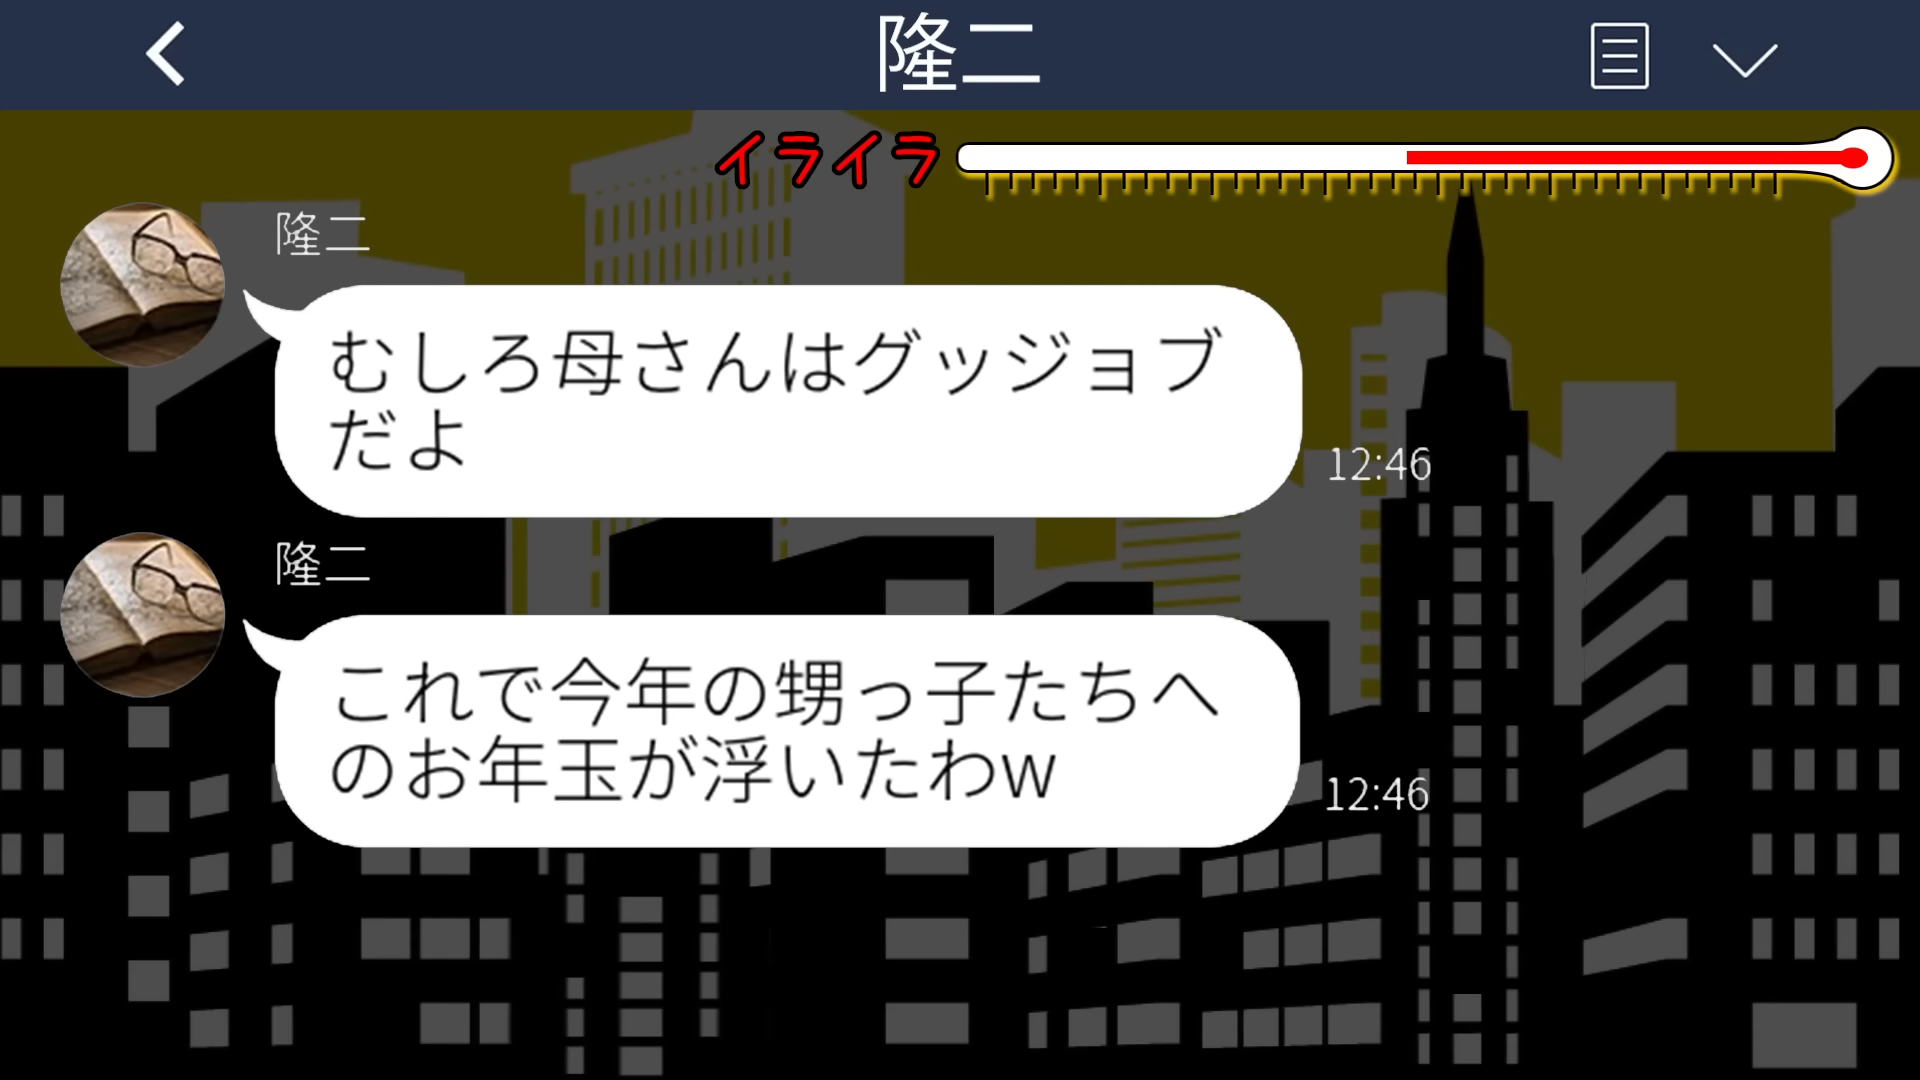 隆二
イライラ
隆二
むしろ母さんはグッジョブ
だよ
12:46
隆二
これで今年の甥っ子たちへ
のお年玉が浮いたわw
12:46